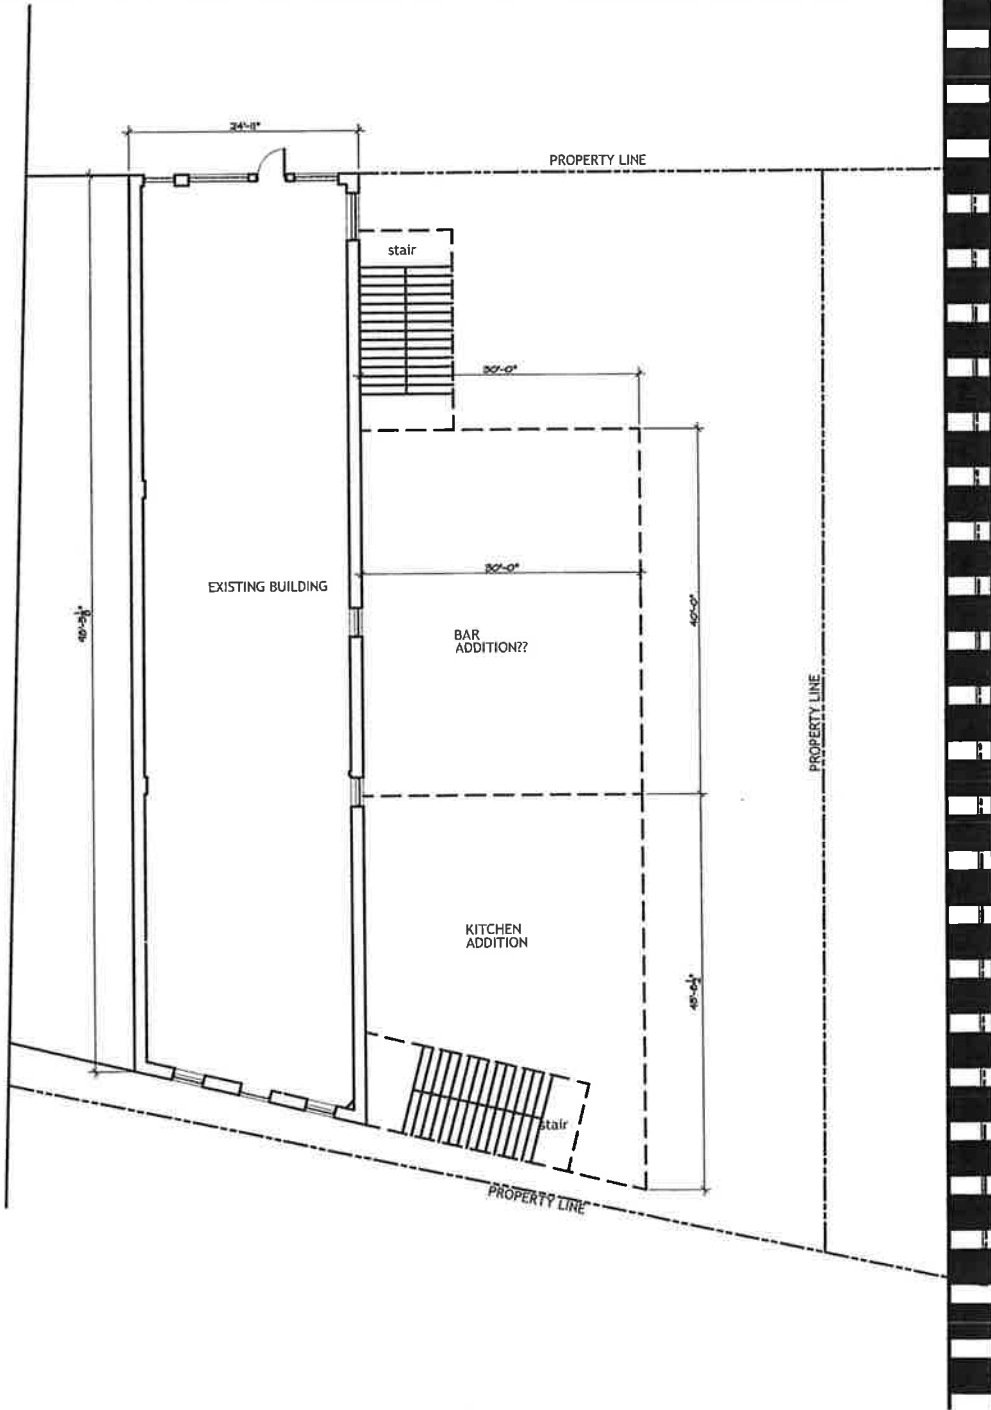 24'-11"
PROPERTY LINE
stair
30'-0"
30'-0"
EXISTING BUILDING
40'-0"
BAR
ADDITION??
PROPERTY LINE
KITCHEN
ADDITION
stair
PROPERTY LINE